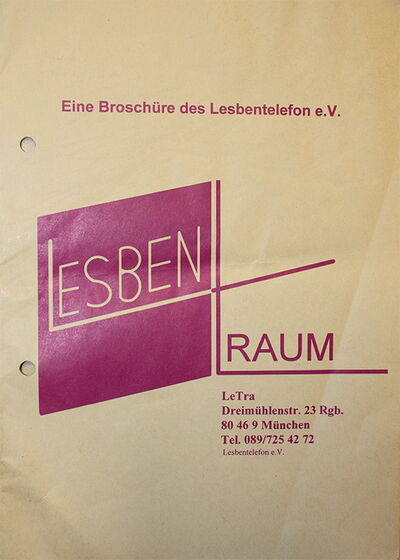 Eine Broschüre des Lesbentelefon e.V.
LESBEN
RAUM
LeTra
Dreimühlenstr. 23 Rgb.
80 46 9 München
Tel. 089/725 42 72
Lesbentelefon e.V.